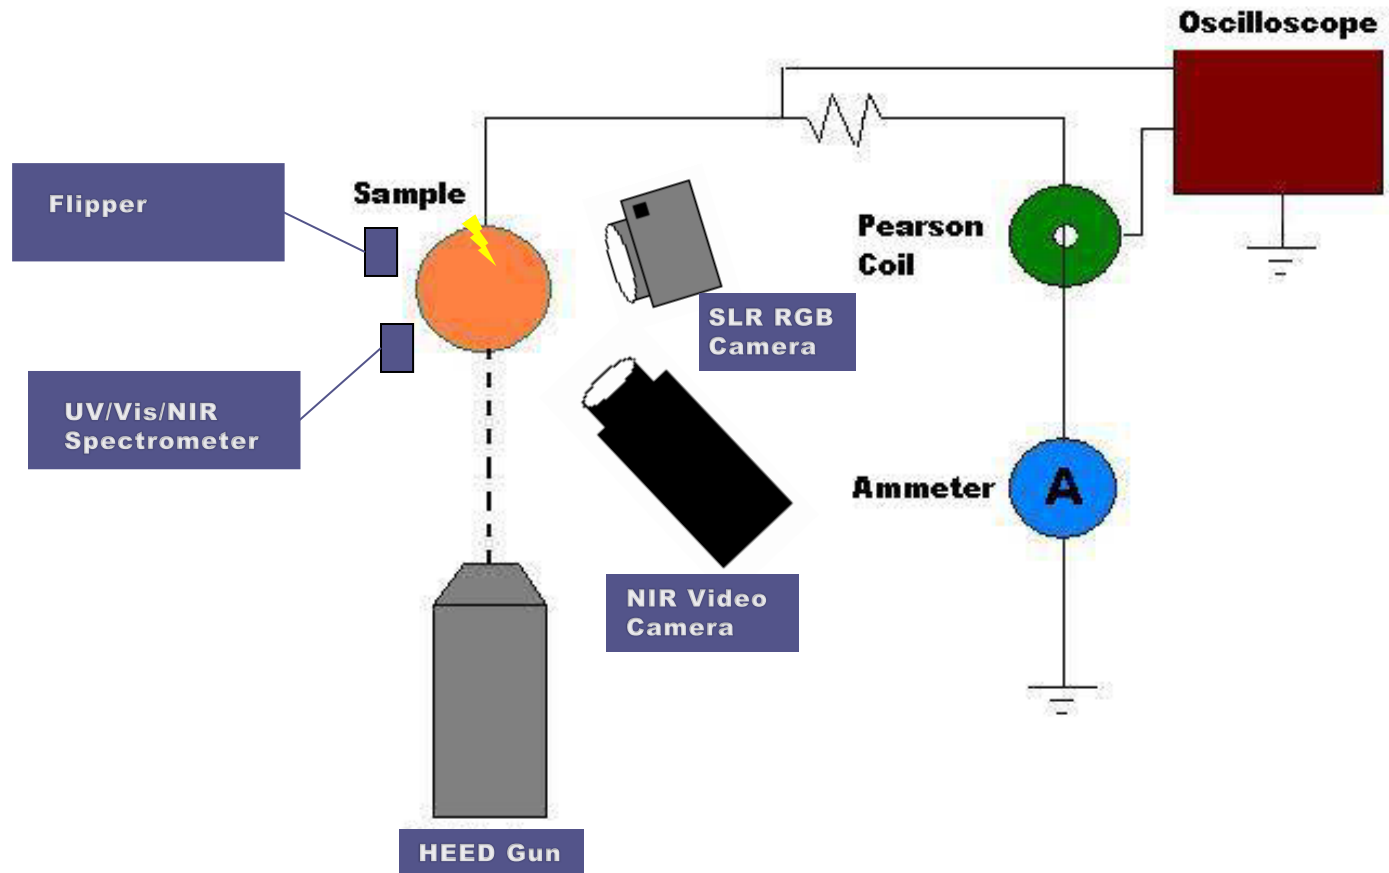 Oscilloscope
Flipper
Sample
Pearson
Coil
SLR RGB
Camera
UV/Vis/NIR
Spectrometer
Ammeter
A
NIR Video
Camera
HEED Gun